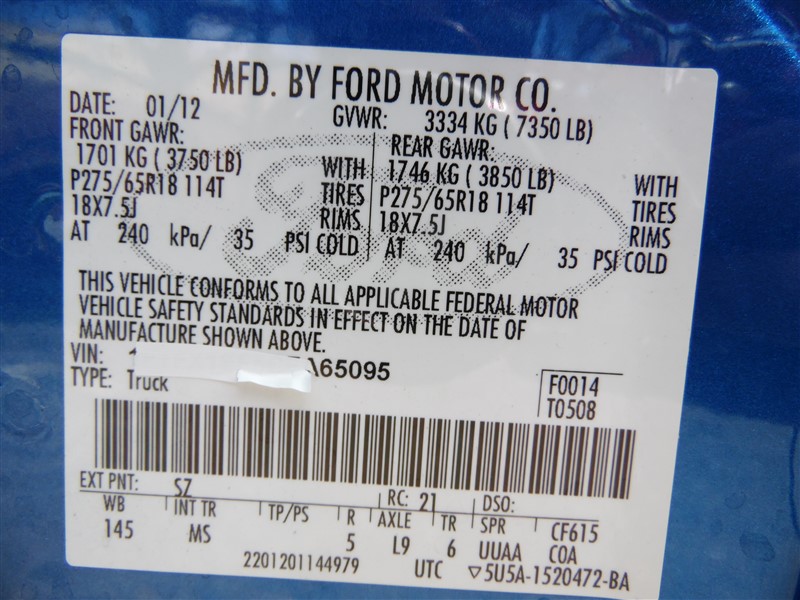 MFD. BY FORD MOTOR CO.
DATE: 01/12 GVWR: 3334 KG ( 7350 LB)
FRONT GAWR: REAR GAWR:
1701 KG ( 3750 LB) WITH 1746 KG ( 3850 LB) WITH
P275/65R18 114T TIRES P275/65R18 114T TIRES
18X7.5J RIMS 18X7.5J RIMS
AT 240 kPa/ 35 PSI COLD AT 240 kPa/ 35 PSI COLD
Ford
THIS VEHICLE CONFORMS TO ALL APPLICABLE FEDERAL MOTOR
VEHICLE SAFETY STANDARDS IN EFFECT ON THE DATE OF
MANUFACTURE SHOWN ABOVE.
VIN: A65095
TYPE: Truck
F0014
T0508
EXT PNT: SZ RC: 21 DSO:
WB INT TR TP/PS R AXLE TR SPR CF615
145 MS 5 L9 6 UUAA COA
2201201144979 UTC ▽5U5A-1520472-BA